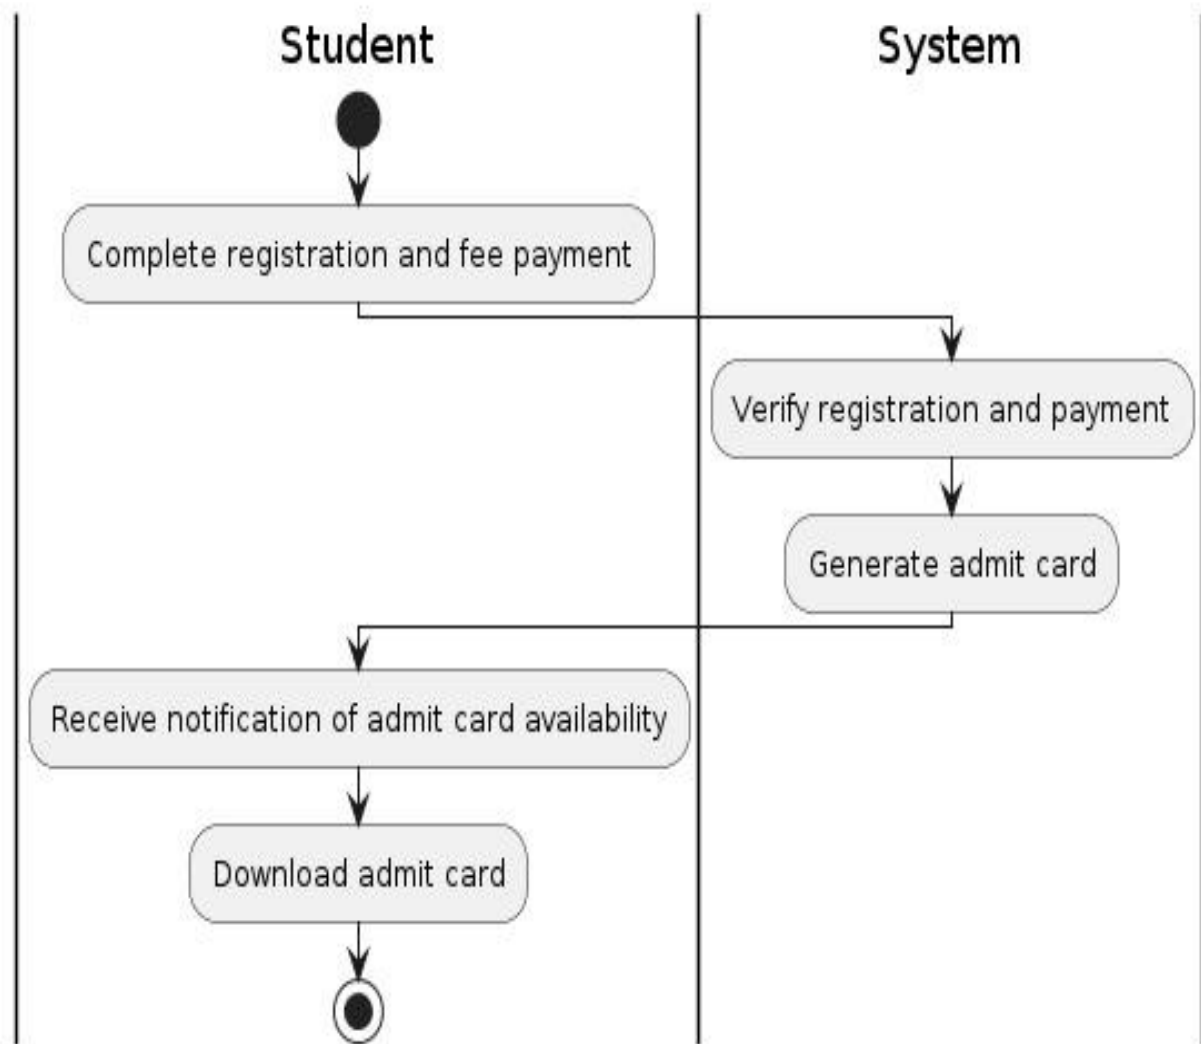 Student
System
Complete registration and fee payment
Verify registration and payment
Generate admit card
Receive notification of admit card availability
Download admit card